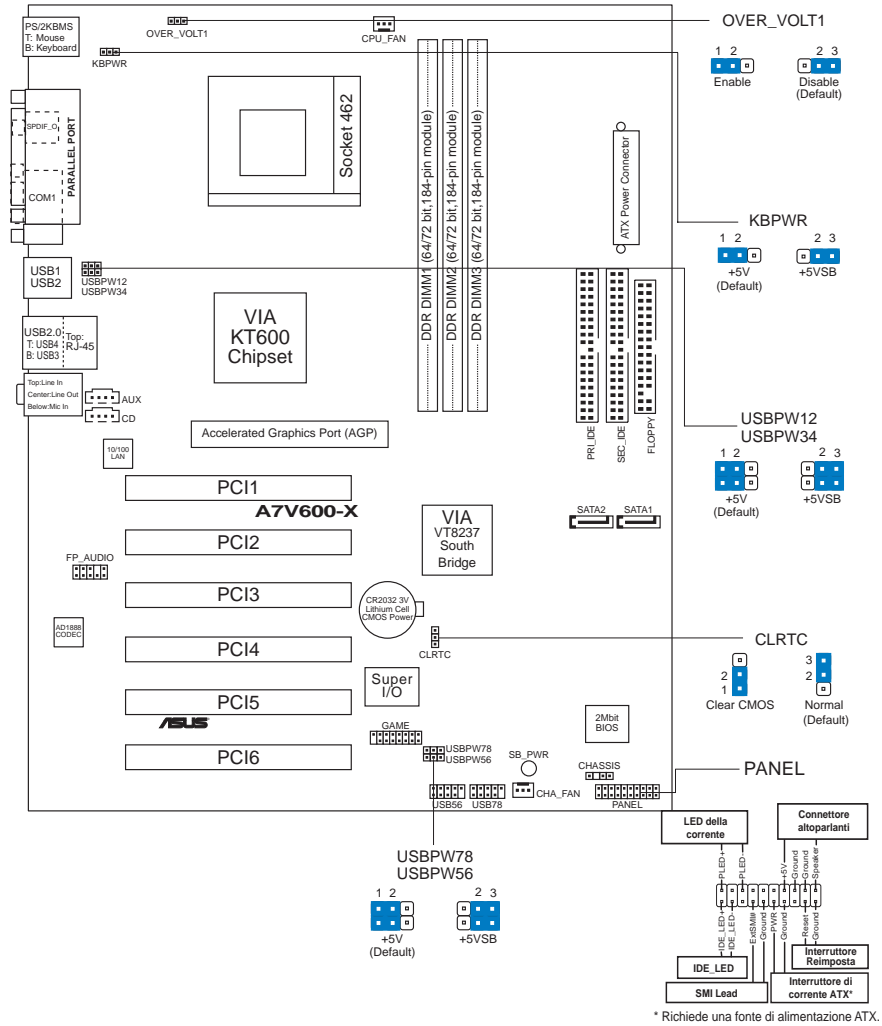 PS/2KBMS
T: Mouse
B: Keyboard
OVER_VOLT1
CPU_FAN
KBPWR
SPDIF_O
PARALLEL PORT
COM1
Socket 462
DDR DIMM1 (64/72 bit,184-pin module)
DDR DIMM2 (64/72 bit,184-pin module)
DDR DIMM3 (64/72 bit,184-pin module)
ATX Power Connector
USB1
USB2
USBPW12
USBPW34
USB2.0
T: USB4
B: USB3
Top:
RJ-45
VIA
KT600
Chipset
Top:Line In
Center:Line Out
Below:Mic In
AUX
CD
10/100
LAN
Accelerated Graphics Port (AGP)
PRI_IDE
SEC_IDE
FLOPPY
PCI1
A7V600-X
PCI2
VIA
VT8237
South
Bridge
SATA2
SATA1
FP_AUDIO
PCI3
CR2032 3V
Lithium Cell
CMOS Power
AD1888
CODEC
PCI4
CLRTC
Super
I/O
PCI5
ASUS
GAME
2Mbit
BIOS
PCI6
USBPW78
USBPW56
SB_PWR
CHASSIS
USB56
USB78
CHA_FAN
PANEL
OVER_VOLT1
1 2
Enable
2 3
Disable
(Default)
KBPWR
1 2
+5V
(Default)
2 3
+5VSB
USBPW12
USBPW34
1 2
+5V
(Default)
2 3
+5VSB
CLRTC
2
1
Clear CMOS
3
2
Normal
(Default)
PANEL
USBPW78
USBPW56
1 2
+5V
(Default)
2 3
+5VSB
LED della
corrente
Connettore
altoparlanti
PLED+
PLED-
+5V
Ground
Ground
Speaker
IDE_LED+
IDE_LED-
ExtSMI#
Ground
PWR
Ground
Reset
Ground
IDE_LED
SMI Lead
Interruttore
Reimposta
Interruttore di
corrente ATX*
* Richiede una fonte di alimentazione ATX.